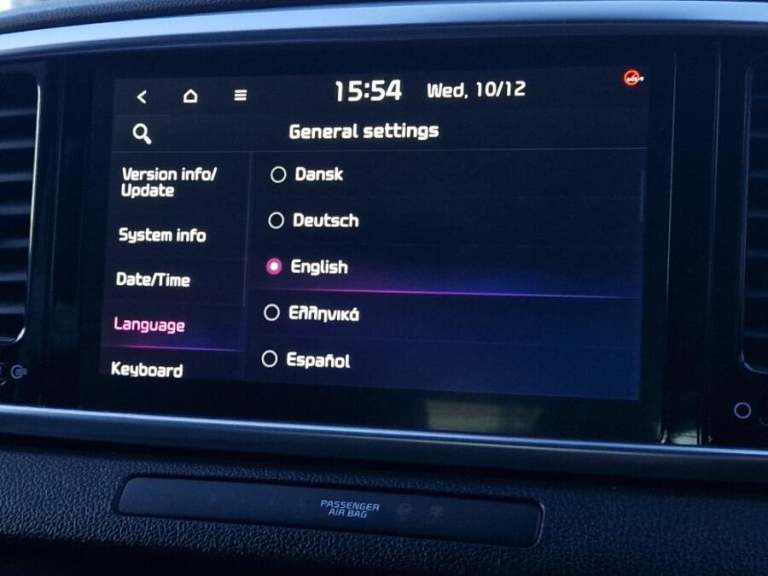 15:54 Wed, 10/12
General settings
Version info/
Update
System info
Date/Time
Language
Keyboard
Dansk
Deutsch
English
Ελληνικά
Español
PASSENGER
AIR BAG